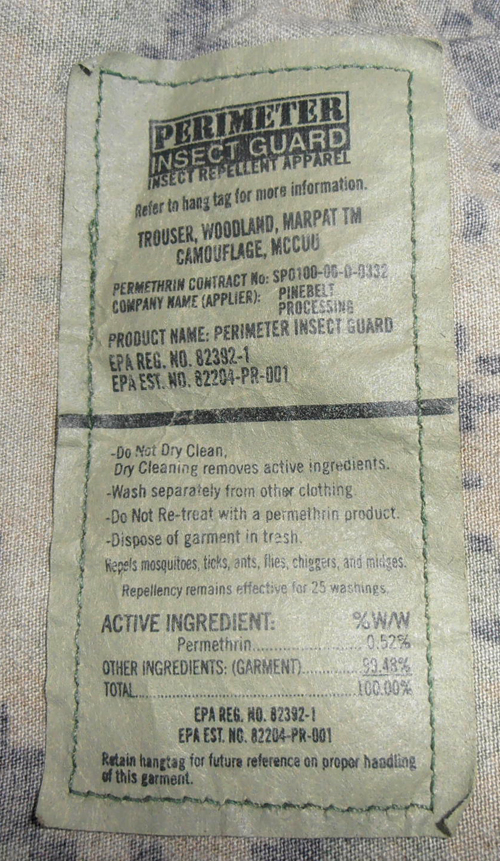 PERIMETER
INSECT GUARD
INSECT REPELLENT APPAREL
Refer to hang tag for more information.
TROUSER, WOODLAND, MARPAT TM
CAMOUFLAGE, MCCUU
PERMETHRIN CONTRACT No: SPO100-06-D-0332
COMPANY NAME (APPLIER): PINEBELT
PROCESSING
PRODUCT NAME: PERIMETER INSECT GUARD
EPA REG. NO. 82392-1
EPA EST. NO. 82204-PR-001
-Do Not Dry Clean,
Dry Cleaning removes active ingredients.
-Wash separately from other clothing
-Do Not Re-treat with a permethrin product.
-Dispose of garment in trash.
Repels mosquitoes, ticks, ants, flies, chiggers, and midges.
Repellency remains effective for 25 washings.
ACTIVE INGREDIENT: %W/W
Permethrin.................... 0.52%
OTHER INGREDIENTS: (GARMENT)........... 99.48%
TOTAL........................................ 100.00%
EPA REG. NO. 82392-1
EPA EST. NO. 82204-PR-001
Retain hangtag for future reference on proper handling
of this garment.